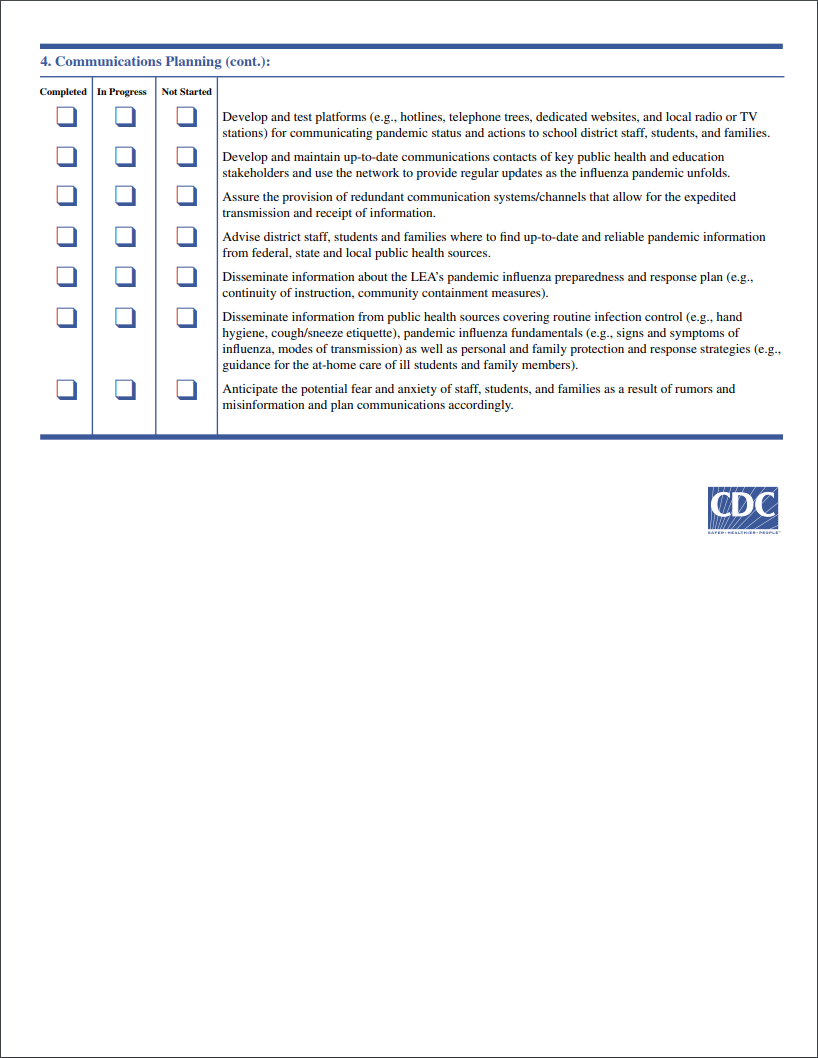 4. Communications Planning (cont.):
Completed In Progress Not Started
Develop and test platforms (e.g., hotlines, telephone trees, dedicated websites, and local radio or TV
stations) for communicating pandemic status and actions to school district staff, students, and families.
Develop and maintain up-to-date communications contacts of key public health and education
stakeholders and use the network to provide regular updates as the influenza pandemic unfolds.
Assure the provision of redundant communication systems/channels that allow for the expedited
transmission and receipt of information.
Advise district staff, students and families where to find up-to-date and reliable pandemic information
from federal, state and local public health sources.
Disseminate information about the LEA’s pandemic influenza preparedness and response plan (e.g.,
continuity of instruction, community containment measures).
Disseminate information from public health sources covering routine infection control (e.g., hand
hygiene, cough/sneeze etiquette), pandemic influenza fundamentals (e.g., signs and symptoms of
influenza, modes of transmission) as well as personal and family protection and response strategies (e.g.,
guidance for the at-home care of ill students and family members).
Anticipate the potential fear and anxiety of staff, students, and families as a result of rumors and
misinformation and plan communications accordingly.
CDC
SAFER • HEALTHIER • PEOPLE™